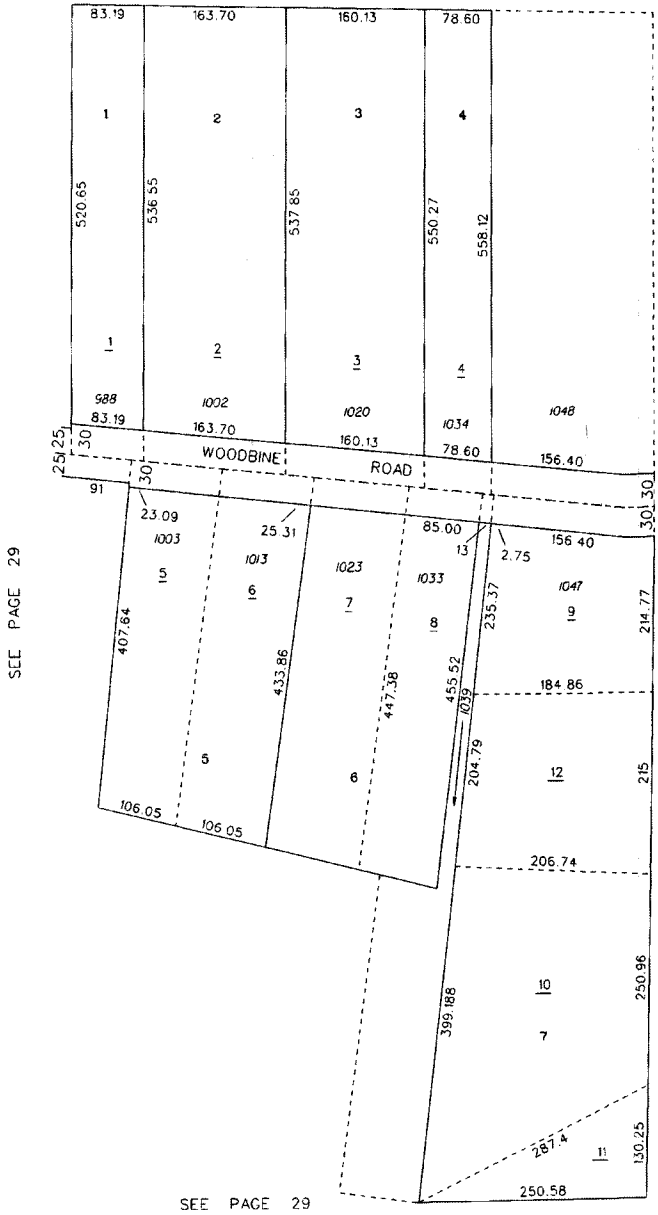 83.19 163.70 160.13 78.60
1 2 3 4
520.65 536.55 537.85 550.27 558.12
1 2 3 4
988 1002 1020 1034 1048
83.19 163.70 160.13 78.60 156.40
25 30 WOODBINE ROAD 30
25 30 30
91 23.09 25.31 85.00 13 2.75 156.40
1003 1013 1023 1033 1047
5 6 7 8 9
407.64 433.86 447.38 455.52 1039 235.37 214.77
184.86
204.79 12 215
5 6
106.05 106.05
206.74
SEE PAGE 29
399.188 10 250.96
7
287.4 11 130.25
250.58
SEE PAGE 29